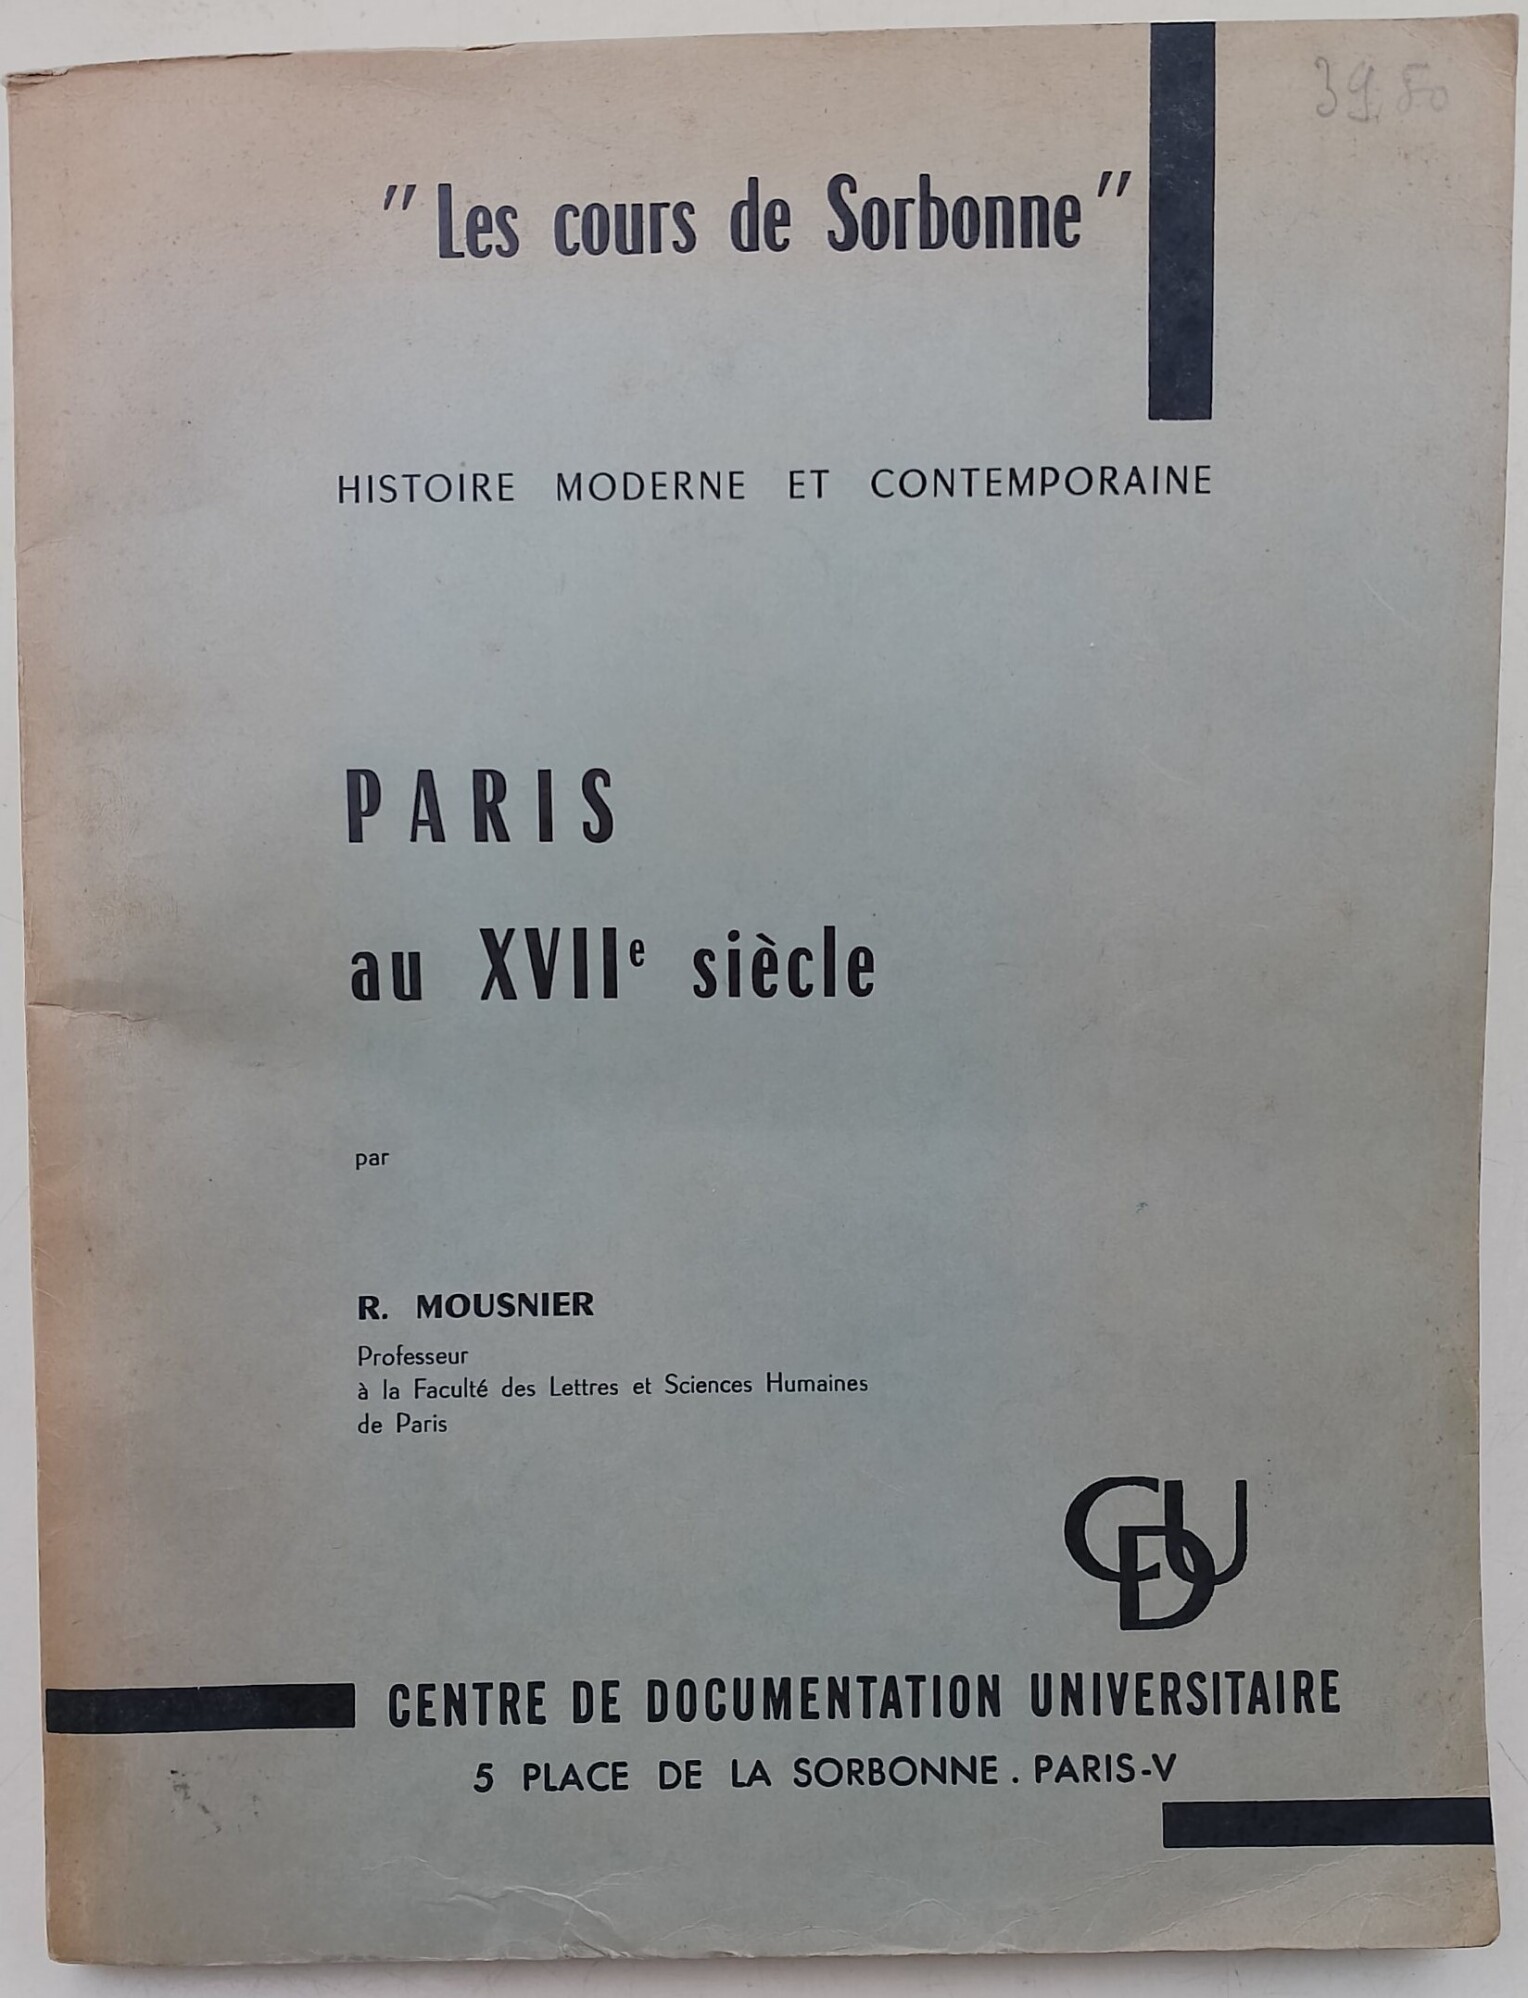 39.80
"Les cours de Sorbonne"
HISTOIRE MODERNE ET CONTEMPORAINE
PARIS
au XVIIe siècle
par
R. MOUSNIER
Professeur
à la Faculté des Lettres et Sciences Humaines
de Paris
CDU
CENTRE DE DOCUMENTATION UNIVERSITAIRE
5 PLACE DE LA SORBONNE. PARIS-V